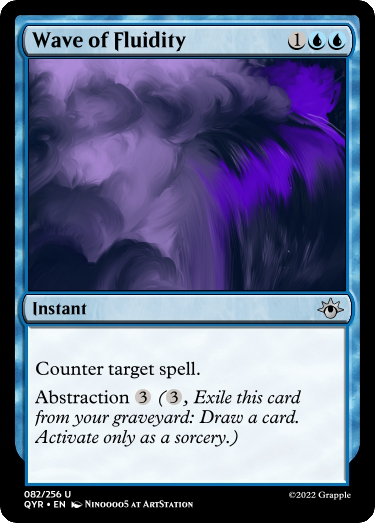 Wave of Fluidity 1
Instant
Counter target spell.
Abstraction 3 (3, Exile this card
from your graveyard: Draw a card.
Activate only as a sorcery.)
082/256 U
QYR • EN NINOOOO5 AT ARTSTATION
©2022 Grapple